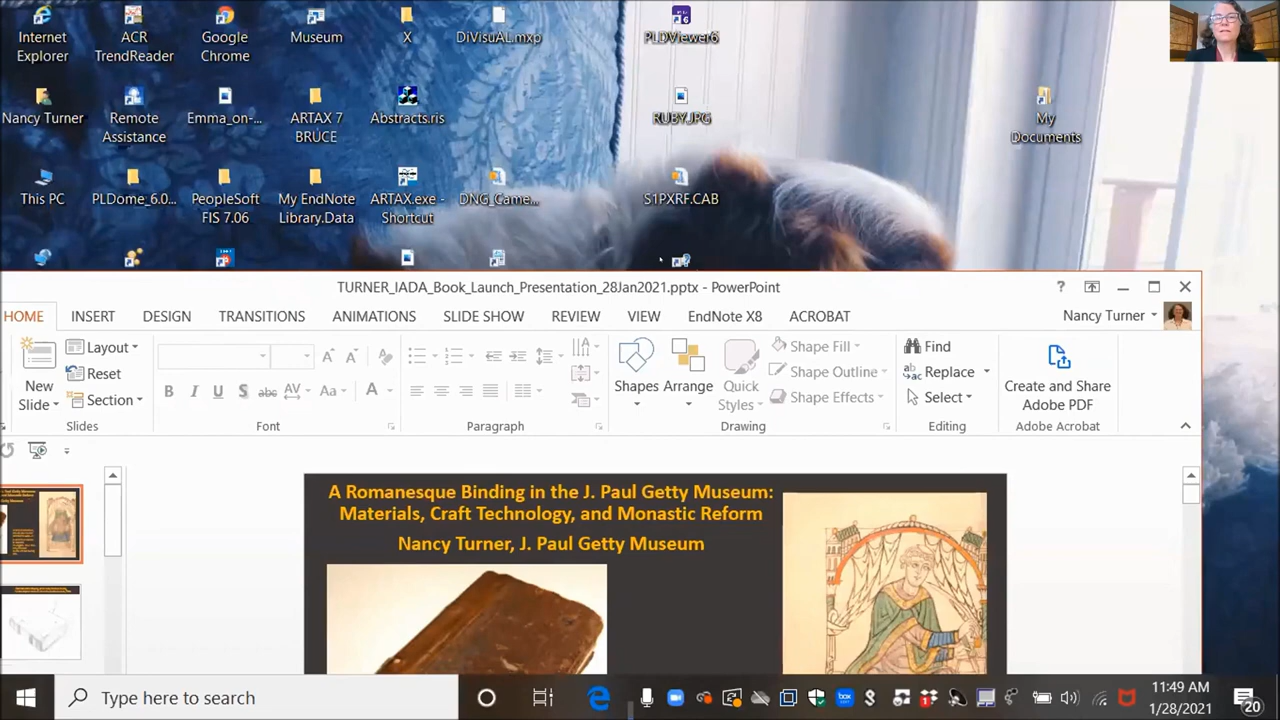 Internet
Explorer
ACR
TrendReader
Google
Chrome
Museum
X
DiVisuAL.mxp
6
PLDViewer6
Nancy Turner
Remote
Assistance
Emma_on-...
ARTAX 7
BRUCE
Abstracts.ris
RUBY.JPG
My
Documents
This PC
PLDome_6.0...
PeopleSoft
FIS 7.06
My EndNote
Library.Data
ARTAX.exe -
Shortcut
DNG_Came...
S1PXRF.CAB
TURNER_IADA_Book_Launch_Presentation_28Jan2021.pptx - PowerPoint
?
HOME INSERT DESIGN TRANSITIONS ANIMATIONS SLIDE SHOW REVIEW VIEW EndNote X8 ACROBAT Nancy Turner
New
Slide
Layout
Reset
Section
B I U S abc AV Aa A
Shapes
Arrange
Quick
Styles
Shape Fill
Shape Outline
Shape Effects
Find
Replace
Select
Create and Share
Adobe PDF
Slides Font Paragraph Drawing Editing Adobe Acrobat
A Romanesque Binding in the J. Paul Getty Museum:
Materials, Craft Technology, and Monastic Reform
Nancy Turner, J. Paul Getty Museum
Type here to search
11:49 AM
1/28/2021
20